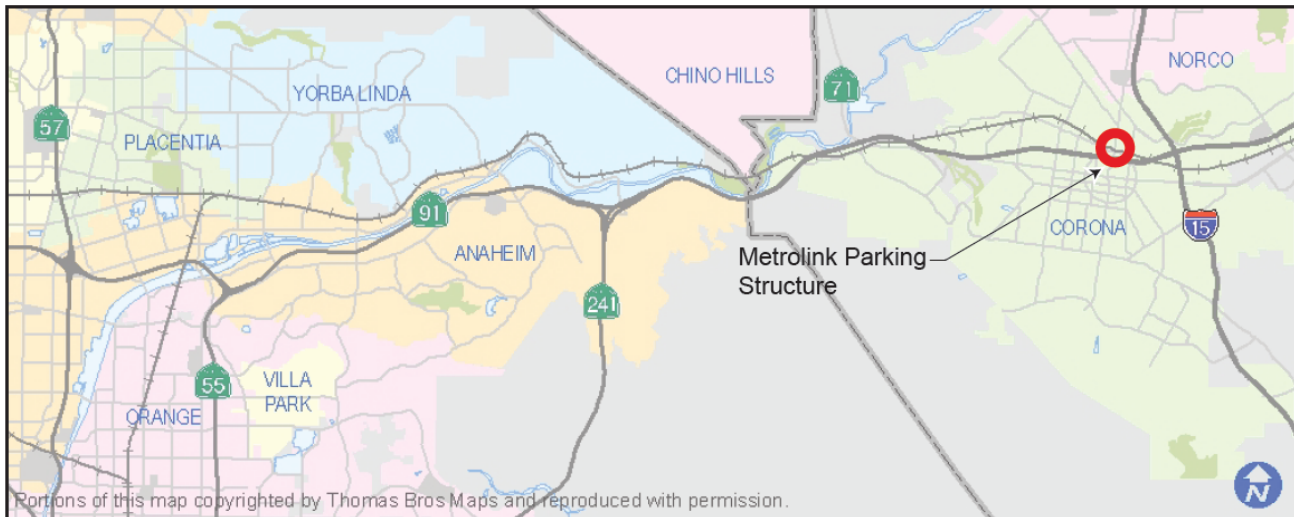 CHINO HILLS
NORCO
71
YORBA LINDA
57
PLACENTIA
91
ANAHEIM
CORONA
15
Metrolink Parking
Structure
241
55
VILLA
PARK
ORANGE
Portions of this map copyrighted by Thomas Bros Maps and reproduced with permission.
N